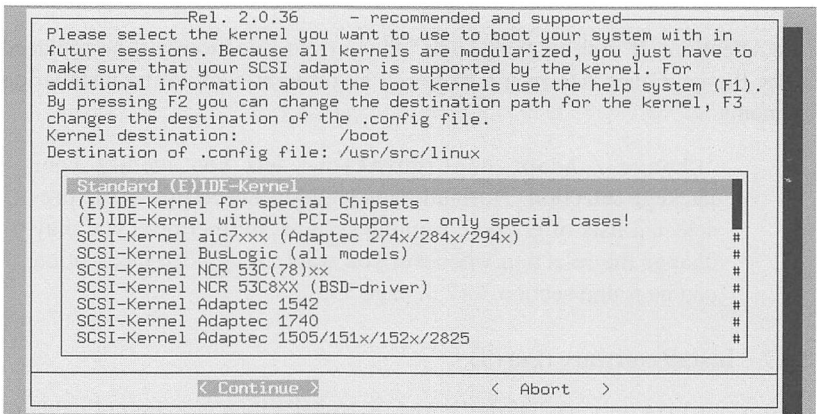 Rel. 2.0.36 - recommended and supported
Please select the kernel you want to use to boot your system with in
future sessions. Because all kernels are modularized, you just have to
make sure that your SCSI adaptor is supported by the kernel. For
additional information about the boot kernels use the help system (F1).
By pressing F2 you can change the destination path for the kernel, F3
changes the destination of the .config file.
Kernel destination: /boot
Destination of .config file: /usr/src/linux
Standard (E)IDE-Kernel
(E)IDE-Kernel for special Chipsets
(E)IDE-Kernel without PCI-Support - only special cases!
SCSI-Kernel aic7xxx (Adaptec 274x/284x/294x) #
SCSI-Kernel BusLogic (all models) #
SCSI-Kernel NCR 53C(78)xx #
SCSI-Kernel NCR 53C8XX (BSD-driver) #
SCSI-Kernel Adaptec 1542 #
SCSI-Kernel Adaptec 1740 #
SCSI-Kernel Adaptec 1505/151x/152x/2825 #
< Continue > < Abort >